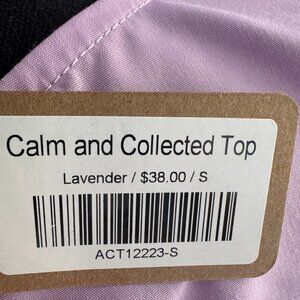 Calm and Collected Top
Lavender / $38.00 / S
ACT12223-S